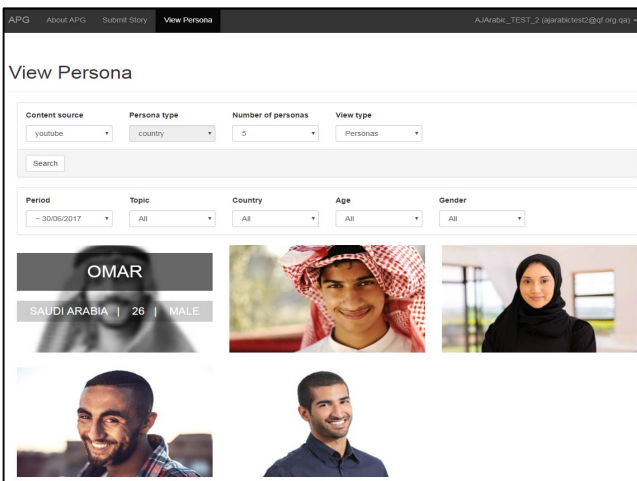 APG About APG Submit Story View Persona AJArabic_TEST_2 (ajarabictest2@qf.org.qa)
View Persona
Content source Persona type Number of personas View type
youtube country 5 Personas
Search
Period Topic Country Age Gender
~ 30/06/2017 All All All All
OMAR
SAUDI ARABIA | 26 | MALE